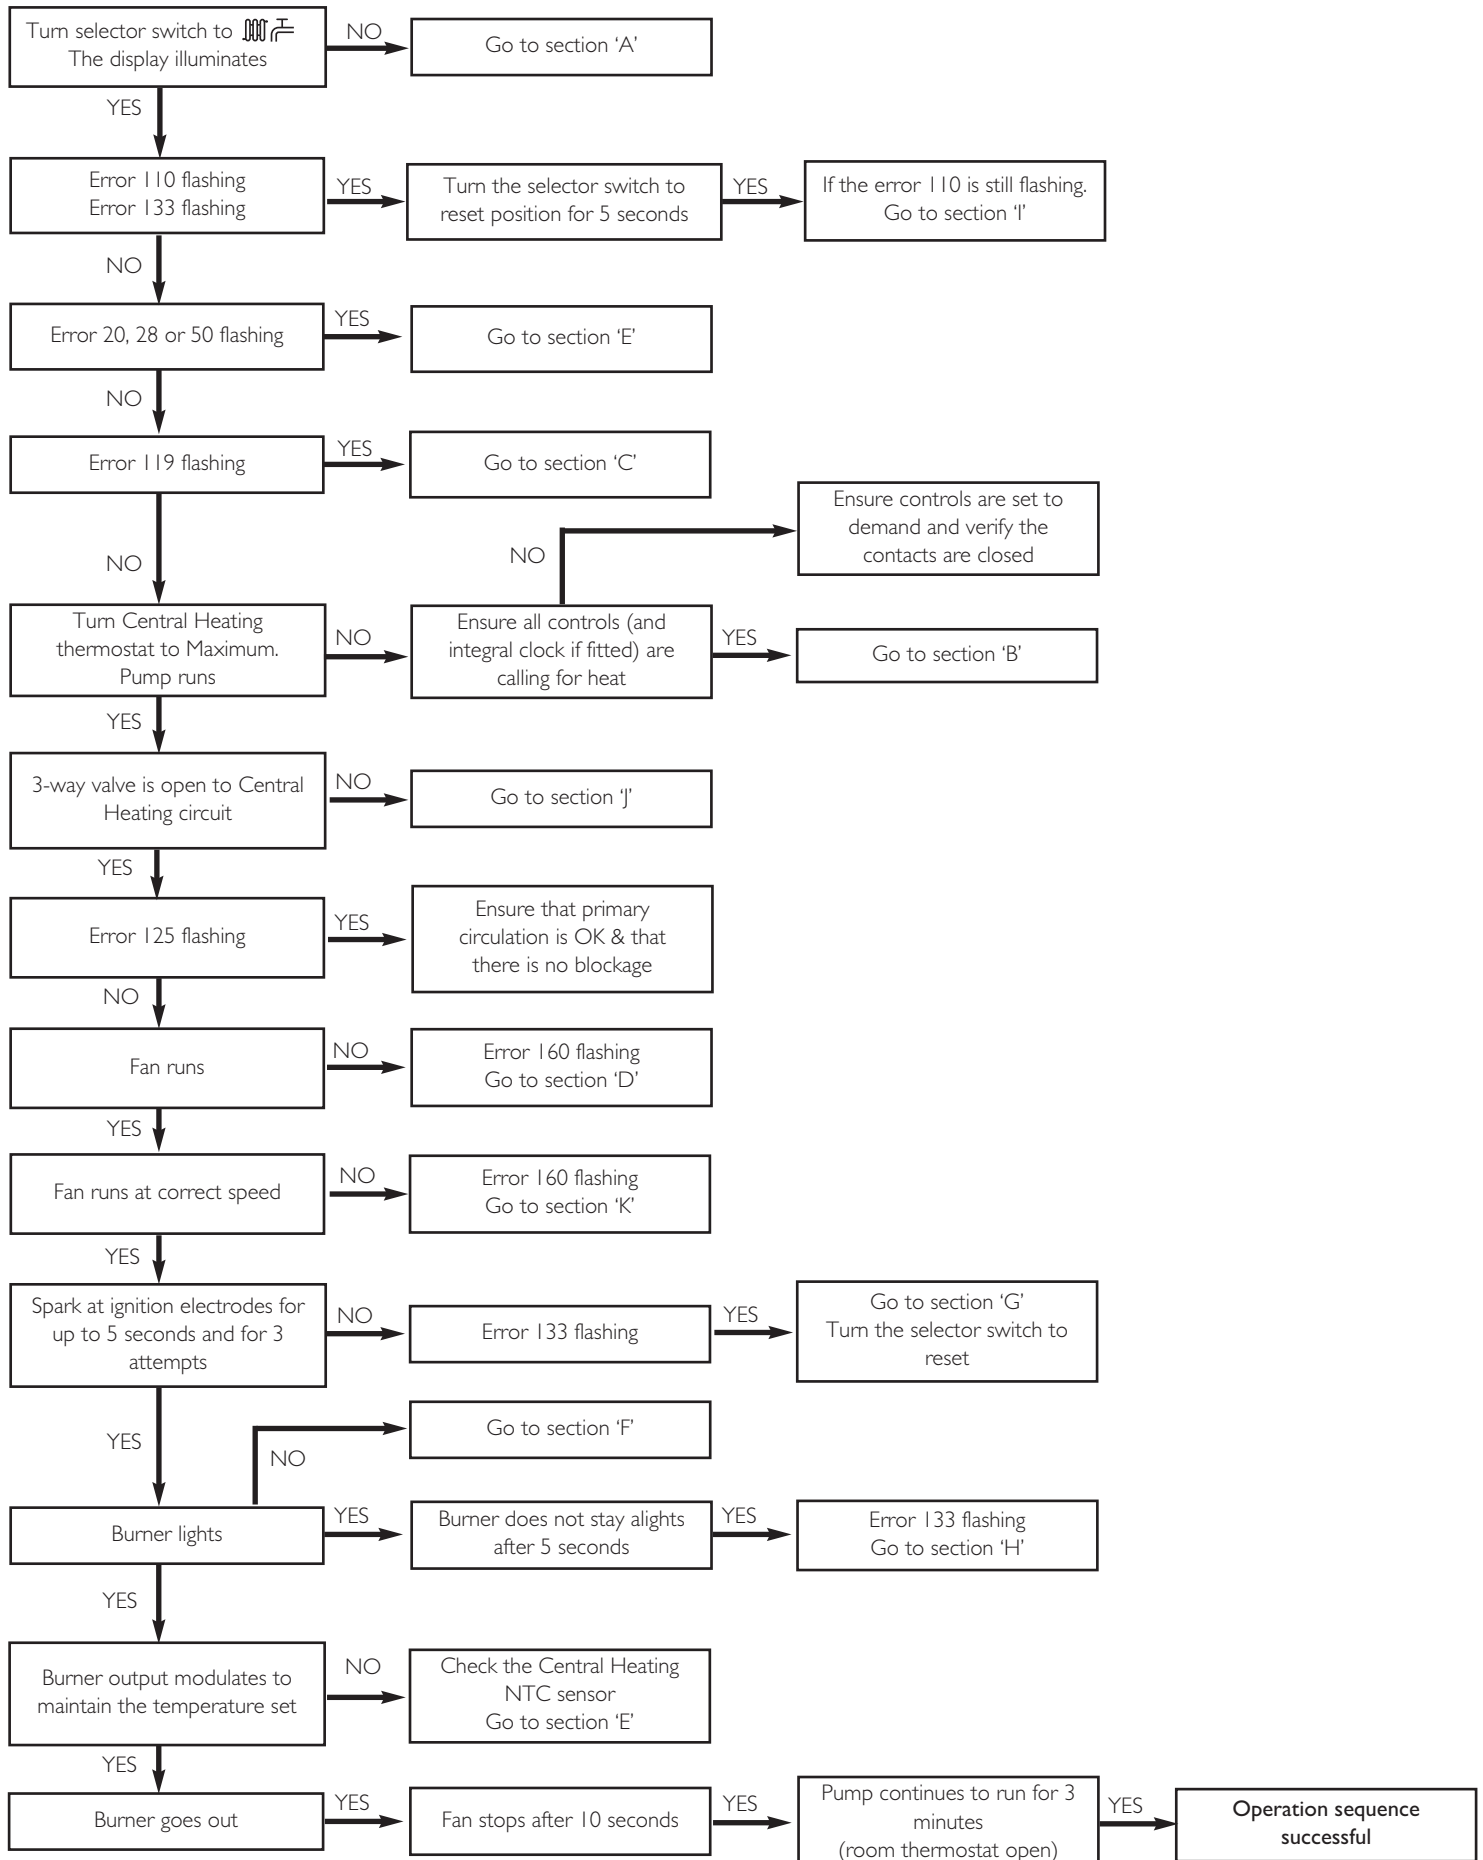 Turn selector switch to
The display illuminates
NO
Go to section ‘A’
YES
Error 110 flashing
Error 133 flashing
YES
Turn the selector switch to
reset position for 5 seconds
YES
If the error 110 is still flashing.
Go to section ‘I’
NO
Error 20, 28 or 50 flashing
YES
Go to section ‘E’
NO
Error 119 flashing
YES
Go to section ‘C’
NO
Turn Central Heating
thermostat to Maximum.
Pump runs
NO
Ensure all controls (and
integral clock if fitted) are
calling for heat
NO
Ensure controls are set to
demand and verify the
contacts are closed
YES
Go to section ‘B’
YES
3-way valve is open to Central
Heating circuit
NO
Go to section ‘J’
YES
Error 125 flashing
YES
Ensure that primary
circulation is OK & that
there is no blockage
NO
Fan runs
NO
Error 160 flashing
Go to section ‘D’
YES
Fan runs at correct speed
NO
Error 160 flashing
Go to section ‘K’
YES
Spark at ignition electrodes for
up to 5 seconds and for 3
attempts
NO
Error 133 flashing
YES
Go to section ‘G’
Turn the selector switch to
reset
YES
NO
Go to section ‘F’
Burner lights
YES
Burner does not stay alights
after 5 seconds
YES
Error 133 flashing
Go to section ‘H’
YES
Burner output modulates to
maintain the temperature set
NO
Check the Central Heating
NTC sensor
Go to section ‘E’
YES
Burner goes out
YES
Fan stops after 10 seconds
YES
Pump continues to run for 3
minutes
(room thermostat open)
YES
Operation sequence
successful